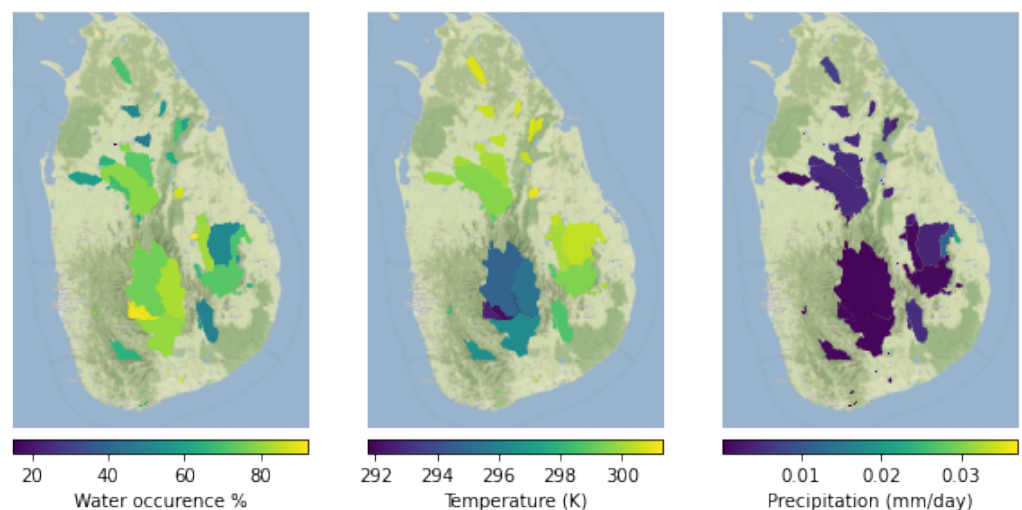 20 40 60 80
Water occurence %
292 294 296 298 300
Temperature (K)
0.01 0.02 0.03
Precipitation (mm/day)